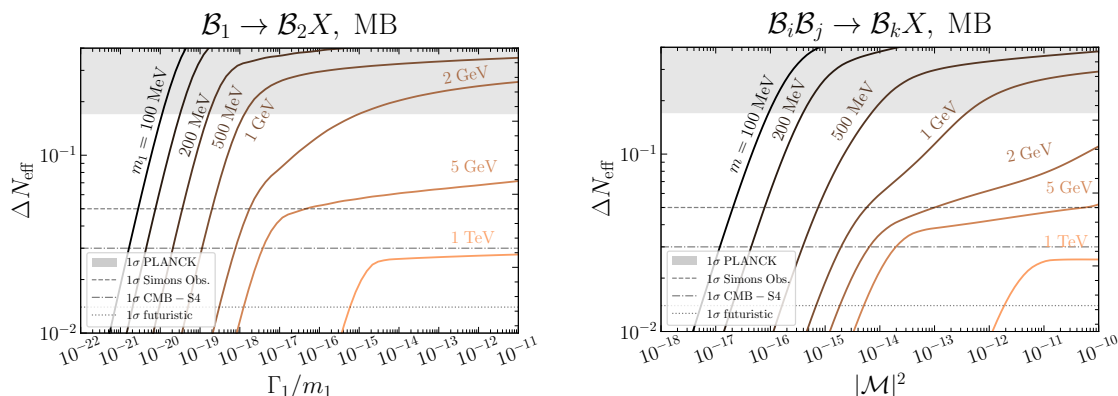 𝓑₁ → 𝓑₂X, MB
ΔN_eff
10⁻¹
10⁻²
m₁ = 100 MeV
200 MeV
500 MeV
1 GeV
2 GeV
5 GeV
1 TeV
1σ PLANCK
1σ Simons Obs.
1σ CMB − S4
1σ futuristic
10⁻²² 10⁻²¹ 10⁻²⁰ 10⁻¹⁹ 10⁻¹⁸ 10⁻¹⁷ 10⁻¹⁶ 10⁻¹⁵ 10⁻¹⁴ 10⁻¹³ 10⁻¹² 10⁻¹¹
Γ₁/m₁
𝓑ᵢ𝓑ⱼ → 𝓑ₖX, MB
ΔN_eff
10⁻¹
10⁻²
m = 100 MeV
200 MeV
500 MeV
1 GeV
2 GeV
5 GeV
1 TeV
1σ PLANCK
1σ Simons Obs.
1σ CMB − S4
1σ futuristic
10⁻¹⁸ 10⁻¹⁷ 10⁻¹⁶ 10⁻¹⁵ 10⁻¹⁴ 10⁻¹³ 10⁻¹² 10⁻¹¹ 10⁻¹⁰
|𝓜|²